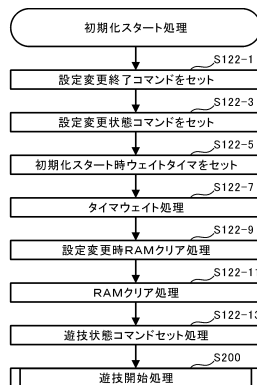 初期化スタート処理
S122-1
設定変更終了コマンドをセット
S122-3
設定変更状態コマンドをセット
S122-5
初期化スタート時ウェイトタイマをセット
S122-7
タイマウェイト処理
S122-9
設定変更時RAMクリア処理
S122-11
RAMクリア処理
S122-13
遊技状態コマンドセット処理
S200
遊技開始処理